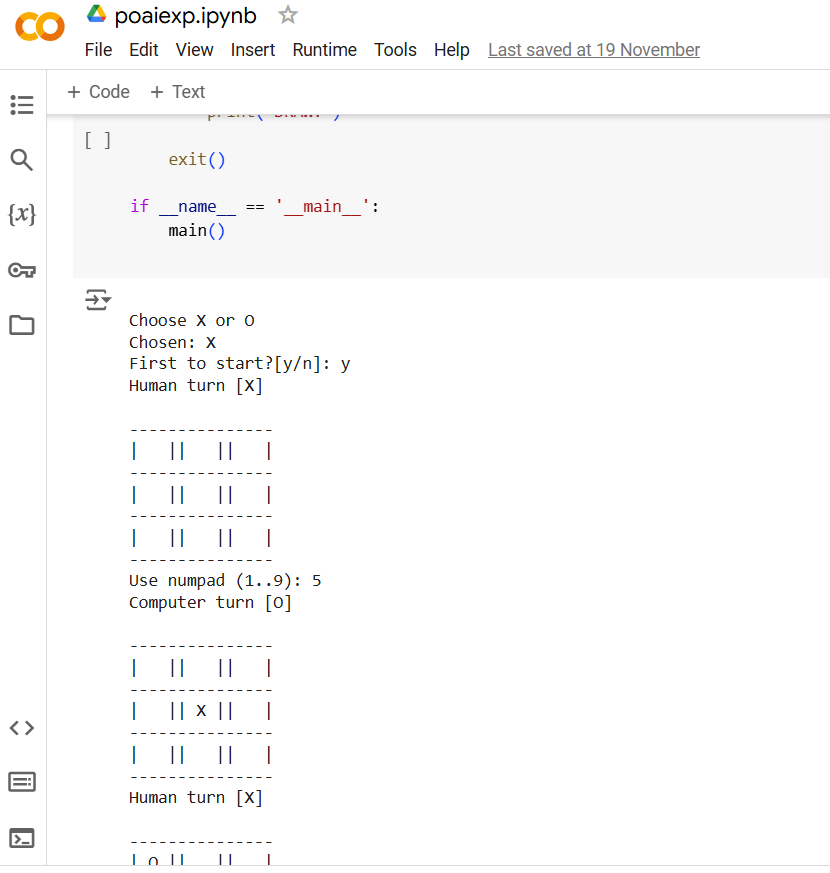 poaiexp.ipynb
File Edit View Insert Runtime Tools Help Last saved at 19 November
+ Code + Text
[ ]
exit()
if __name__ == '__main__':
main()
{x}
Choose X or O
Chosen: X
First to start?[y/n]: y
Human turn [X]
---------------
|   ||   ||   |
---------------
|   ||   ||   |
---------------
|   ||   ||   |
---------------
Use numpad (1..9): 5
Computer turn [O]
---------------
|   ||   ||   |
---------------
|   || X ||   |
---------------
|   ||   ||   |
---------------
Human turn [X]
---------------
| O ||   ||   |